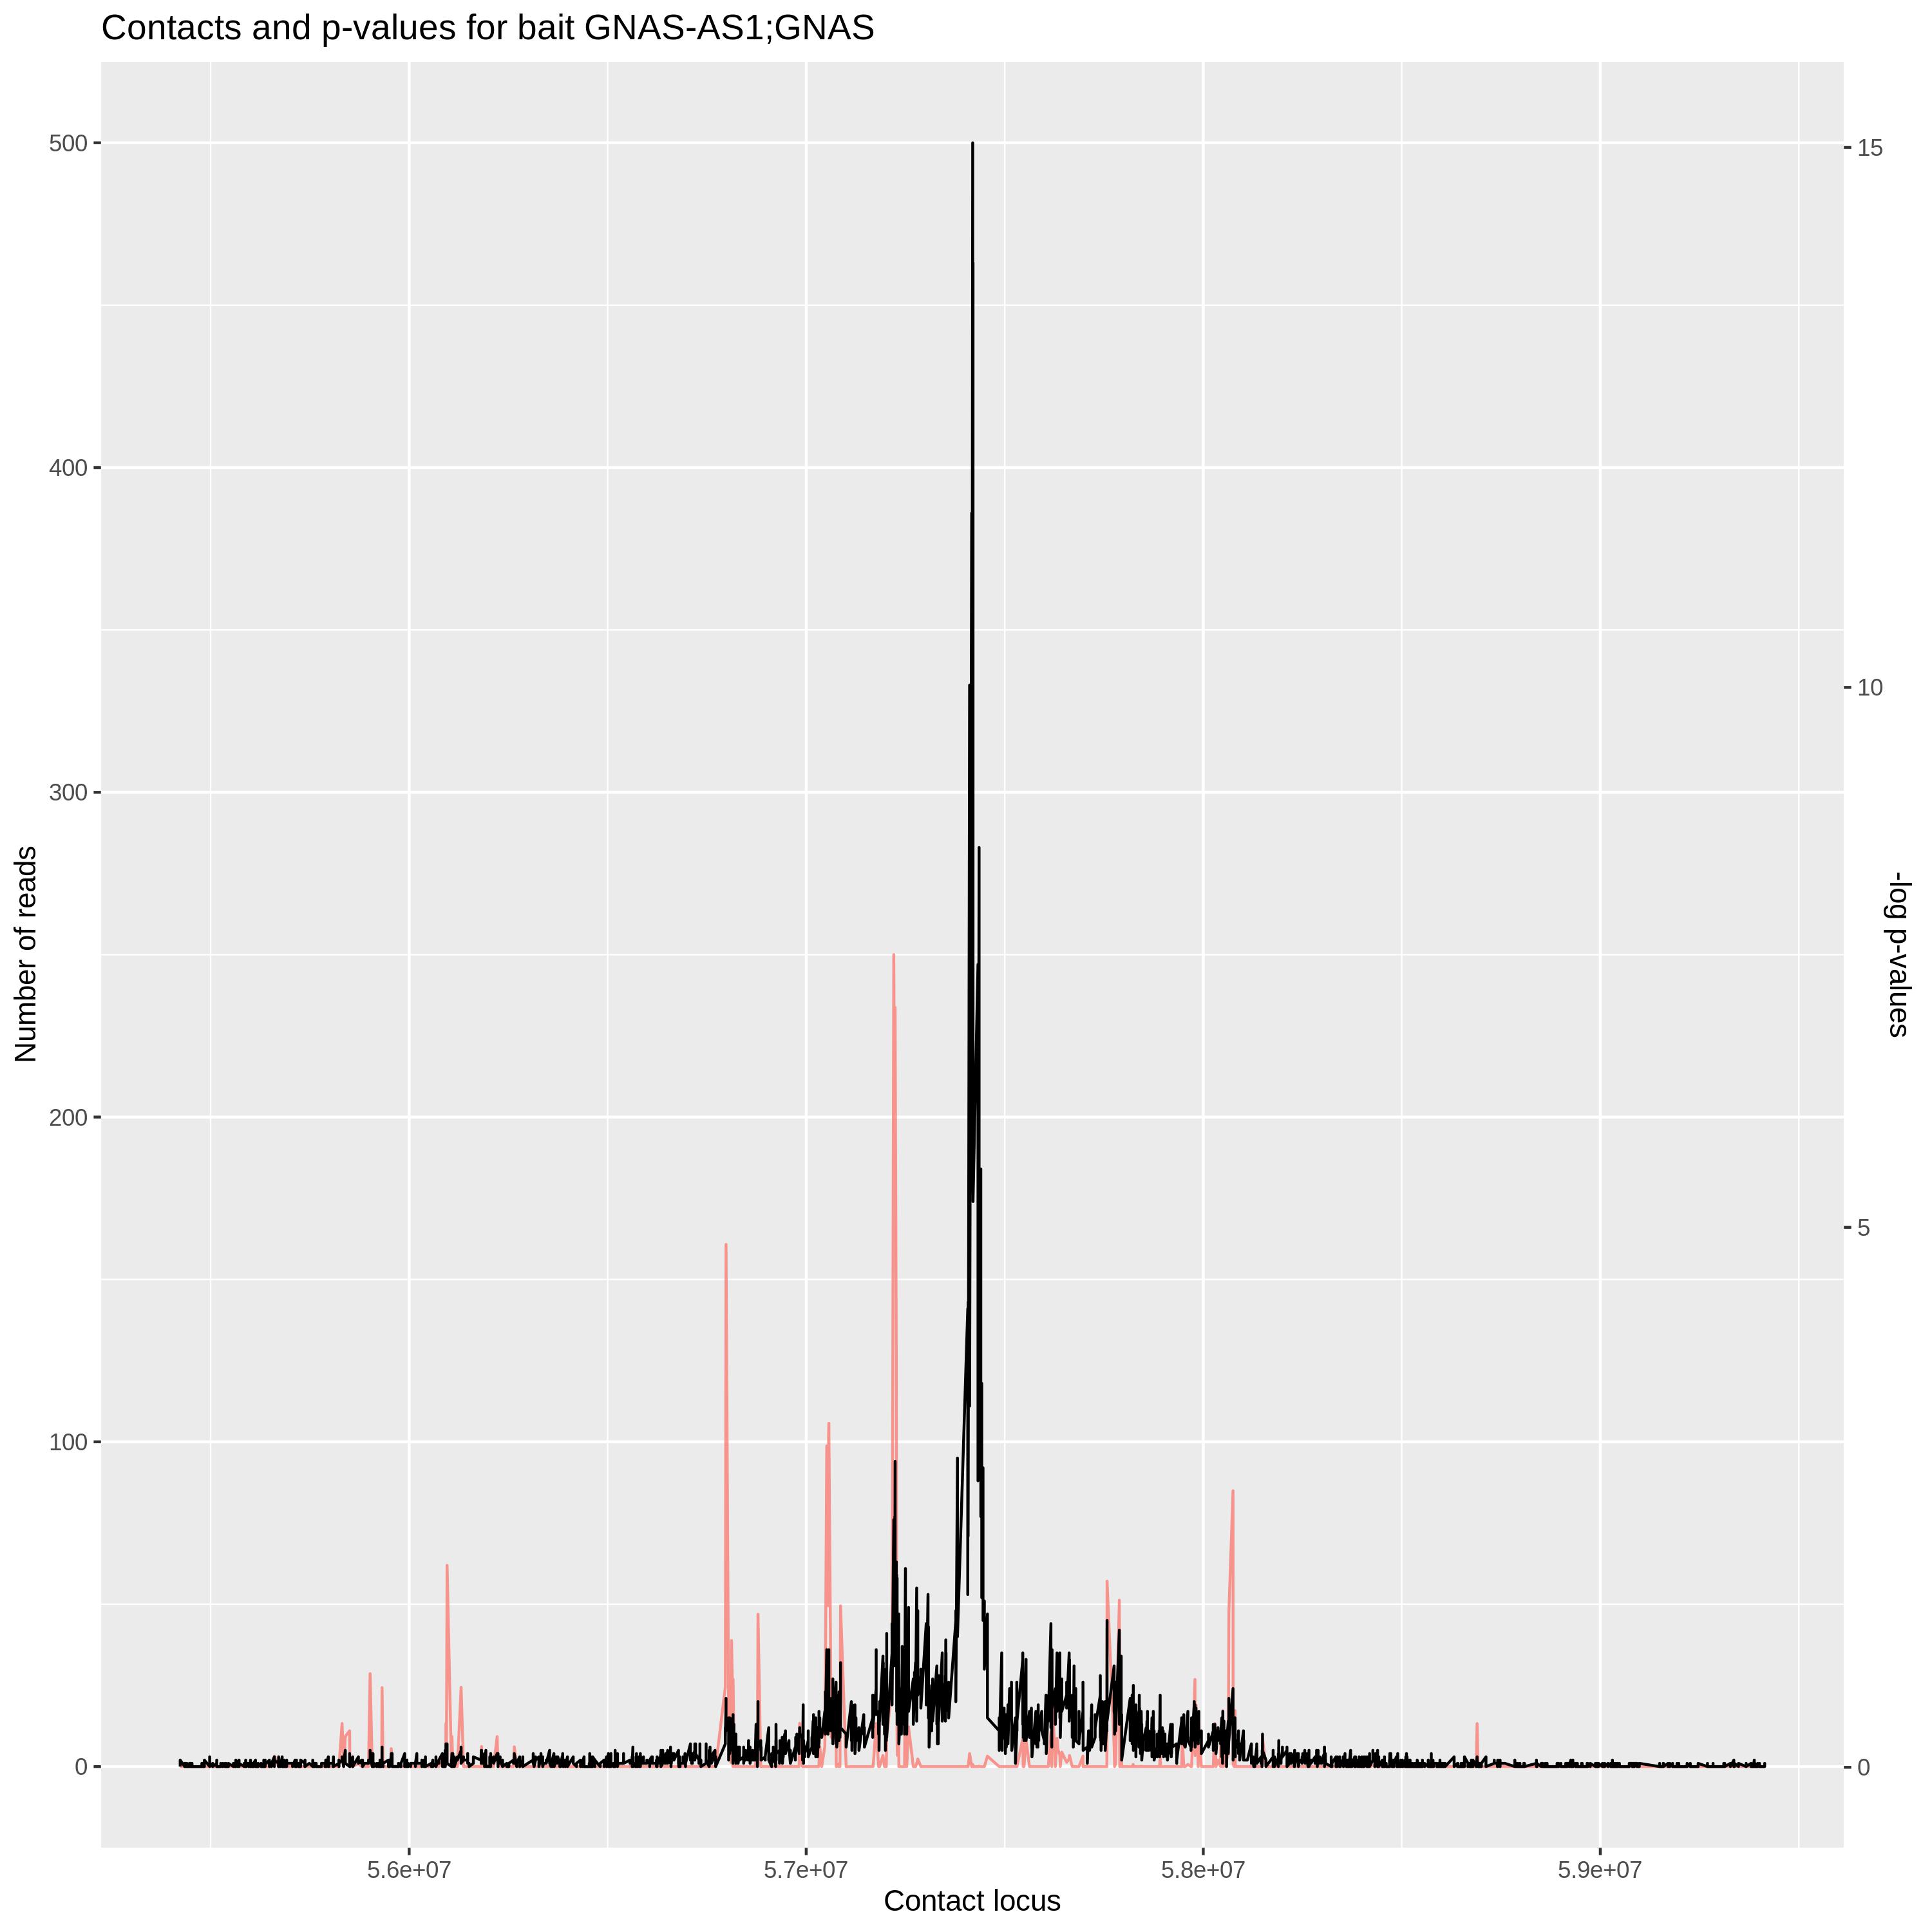 Contacts and p-values for bait GNAS-AS1;GNAS
Number of reads
500
400
300
200
100
0
15
10
5
0
-log p-values
5.6e+07
5.7e+07
5.8e+07
5.9e+07
Contact locus